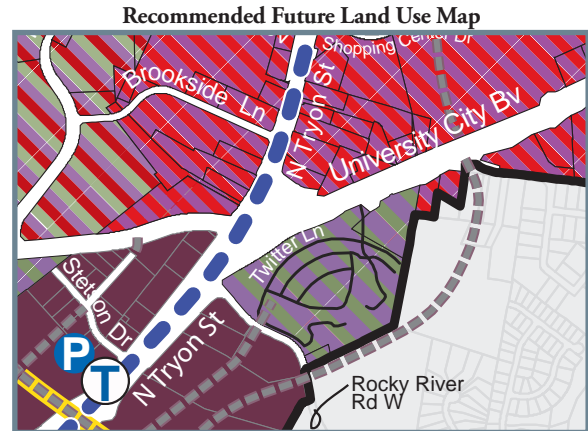 Recommended Future Land Use Map
Shopping Center Dr
Brookside Ln
N Tryon St
University City Bv
Twitter Ln
Stetson Dr
N Tryon St
P
T
Rocky River
Rd W